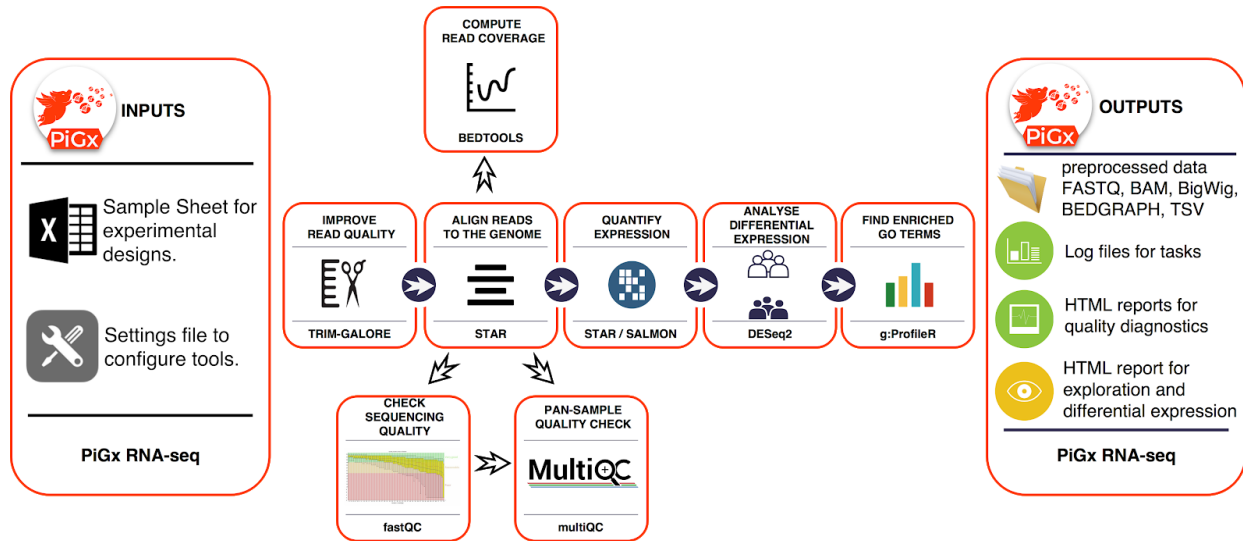 PiGx
INPUTS
Sample Sheet for
experimental
designs.
Settings file to
configure tools.
PiGx RNA-seq
COMPUTE
READ COVERAGE
BEDTOOLS
IMPROVE
READ QUALITY
TRIM-GALORE
ALIGN READS
TO THE GENOME
STAR
QUANTIFY
EXPRESSION
STAR / SALMON
ANALYSE
DIFFERENTIAL
EXPRESSION
DESeq2
FIND ENRICHED
GO TERMS
g:ProfileR
CHECK
SEQUENCING
QUALITY
fastQC
PAN-SAMPLE
QUALITY CHECK
MultiQC
multiQC
PiGx
OUTPUTS
preprocessed data
FASTQ, BAM, BigWig,
BEDGRAPH, TSV
Log files for tasks
HTML reports for
quality diagnostics
HTML report for
exploration and
differential expression
PiGx RNA-seq